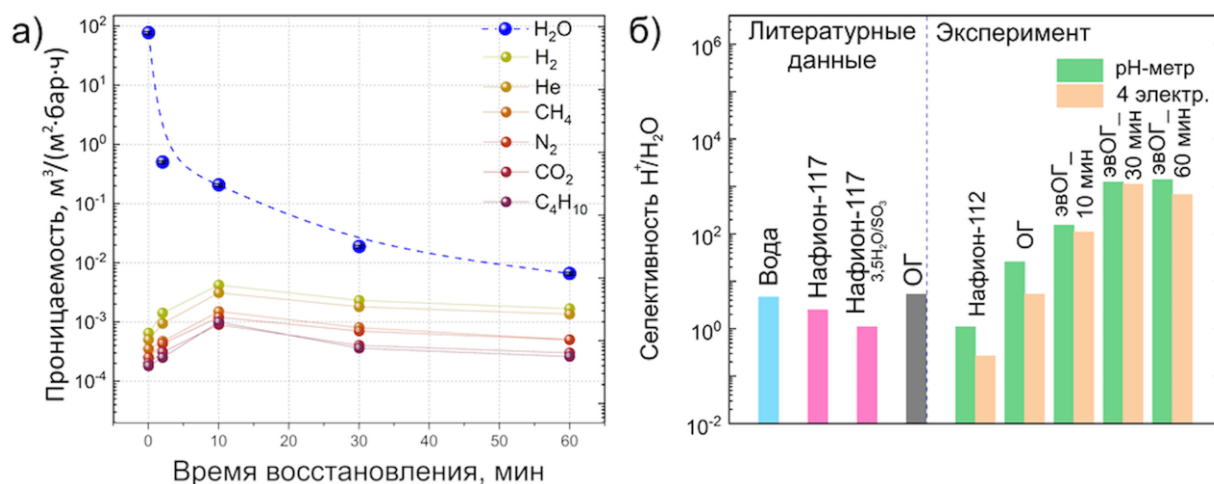 а)
Проницаемость, м³/(м²·бар·ч)
10²
10¹
10⁰
10⁻¹
10⁻²
10⁻³
10⁻⁴
H₂O
H₂
He
CH₄
N₂
CO₂
C₄H₁₀
0 10 20 30 40 50 60
Время восстановления, мин
б)
Селективность H⁺/H₂O
10⁶
10⁴
10²
10⁰
10⁻²
Литературные
данные
Эксперимент
pH-метр
4 электр.
Вода
Нафион-117
Нафион-117
3,5H₂O/SO₃
ОГ
Нафион-112
ОГ
эвОГ_
10 мин
эвОГ_
30 мин
эвОГ_
60 мин